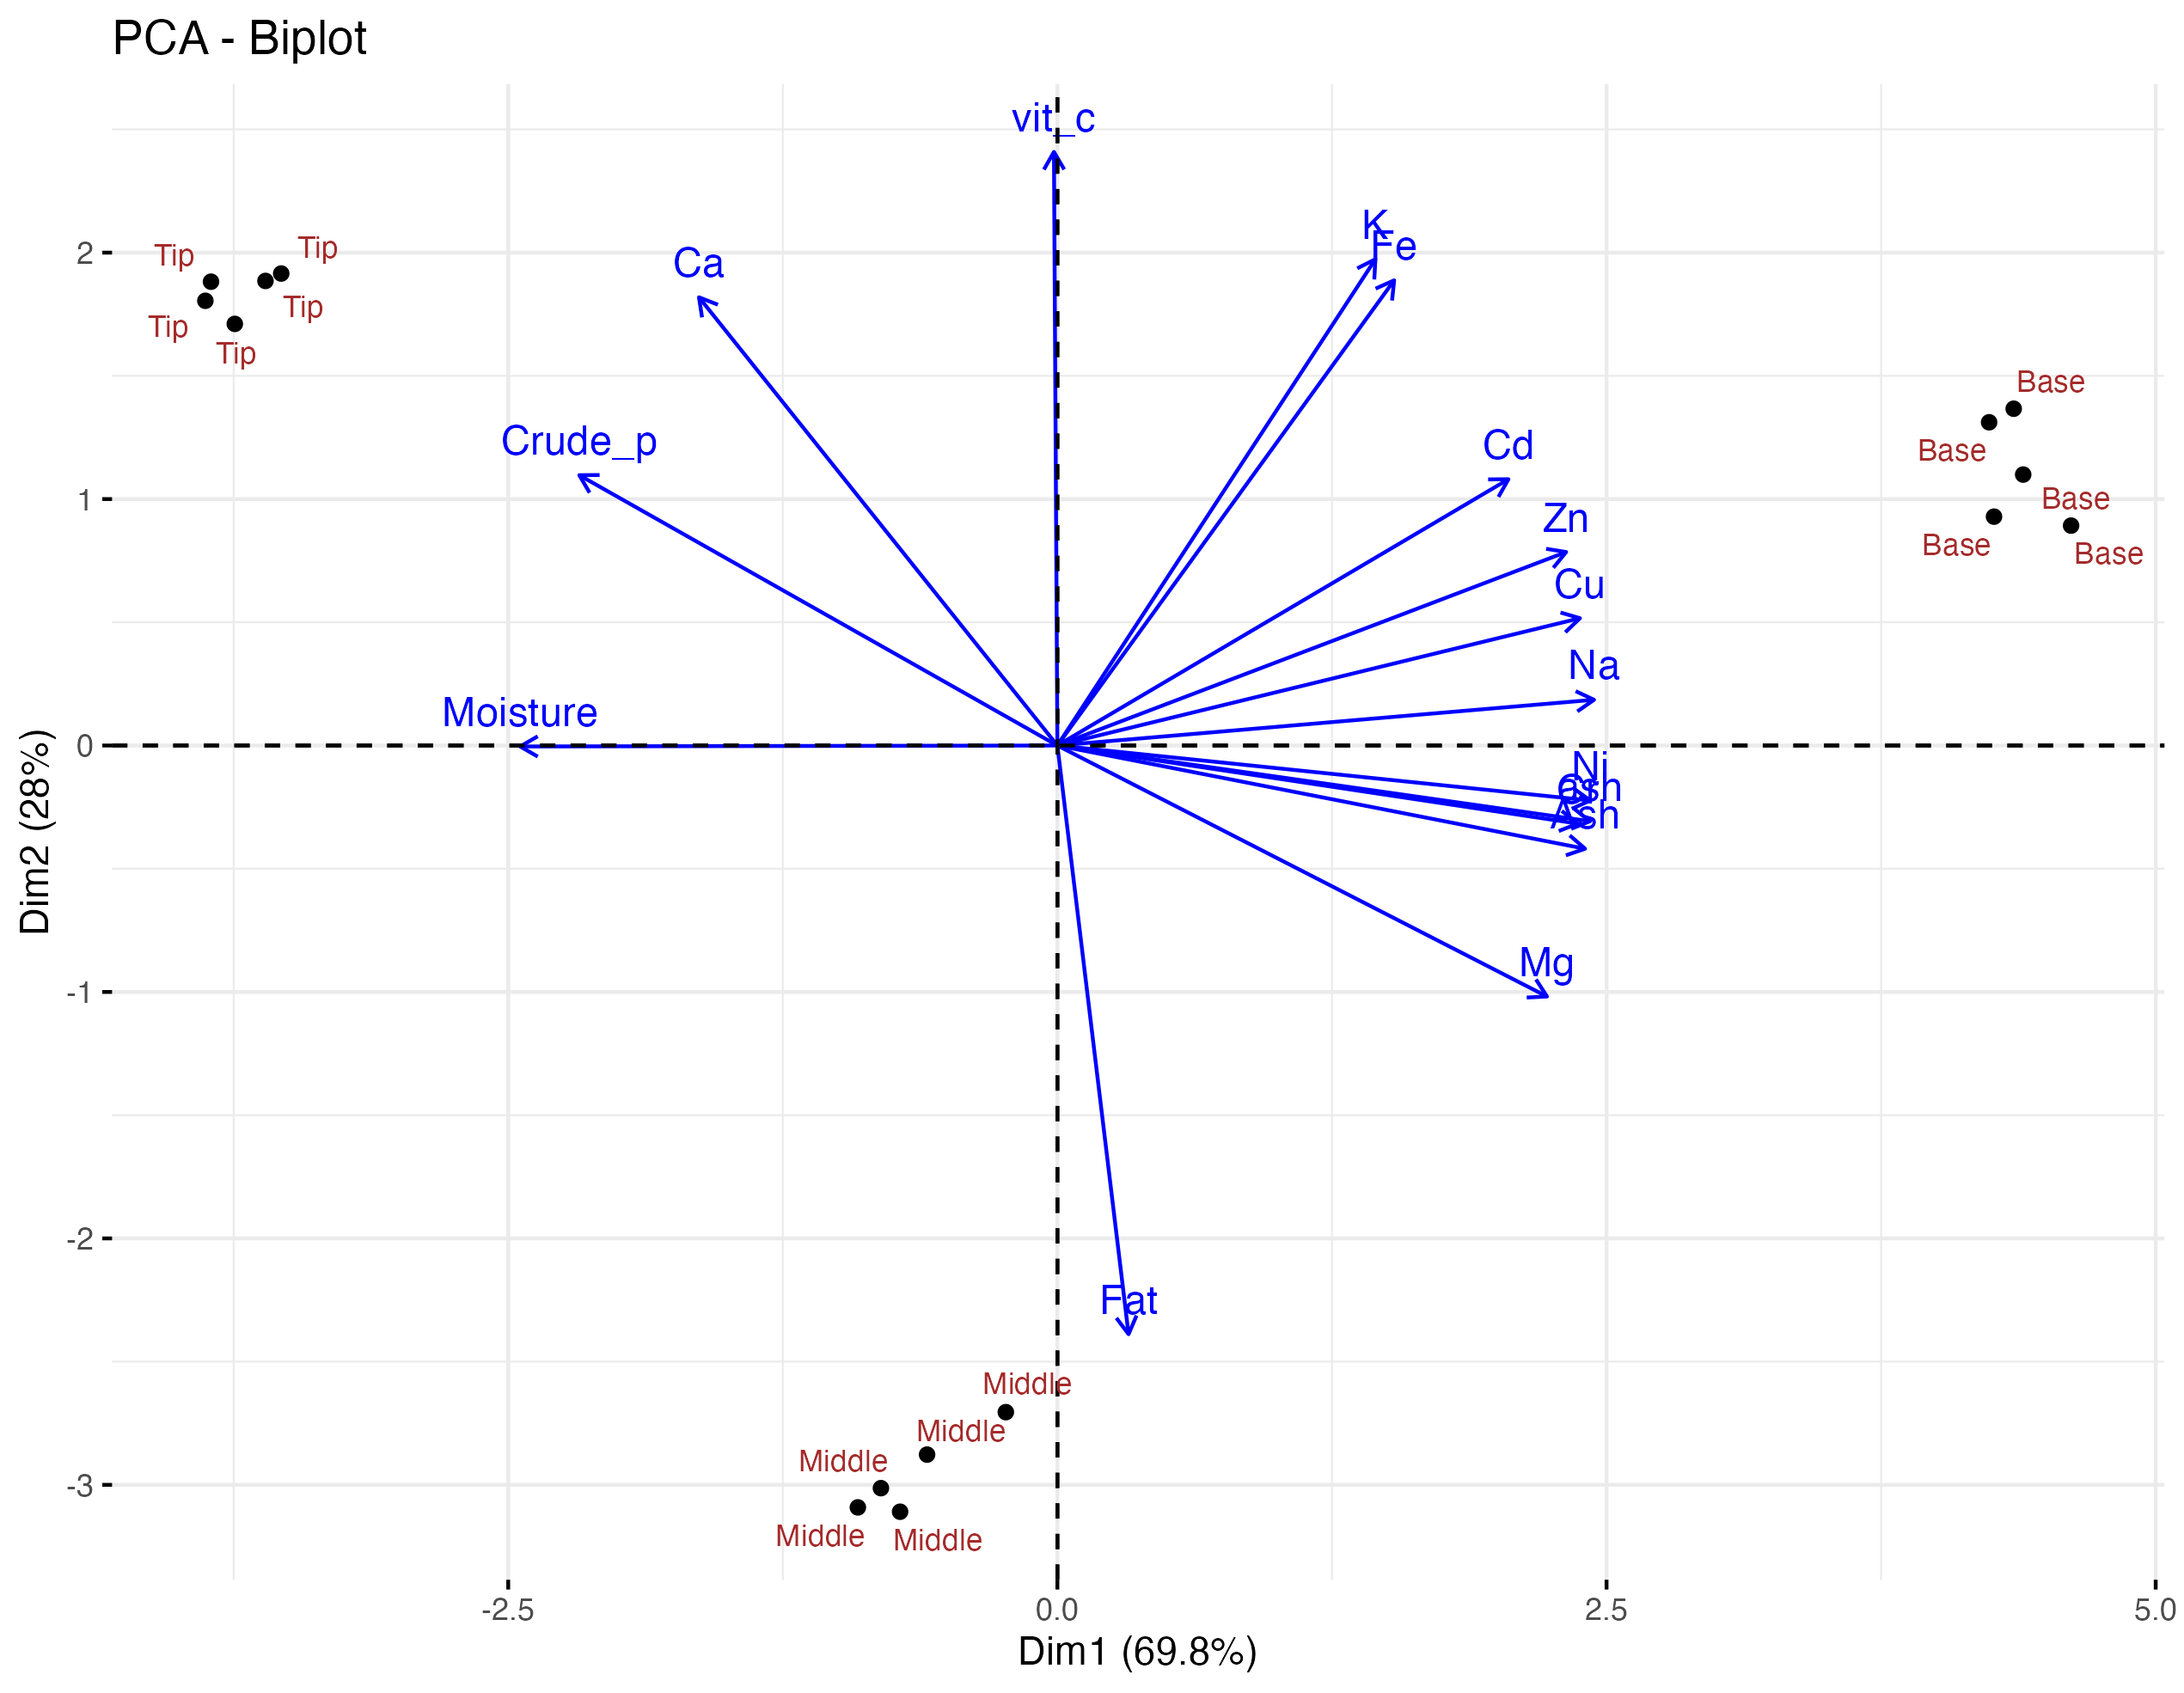 PCA - Biplot
vit_c
K
Fe
Ca
Tip
Tip
Tip
Tip
Tip
Base
Crude_p
Cd
Base
Base
Zn
Base
Base
Cu
Na
Moisture
Ni
Ash
Mg
Fat
Middle
Middle
Middle
Middle
Middle
2
1
0
-1
-2
-3
Dim2 (28%)
-2.5
0.0
2.5
5.0
Dim1 (69.8%)